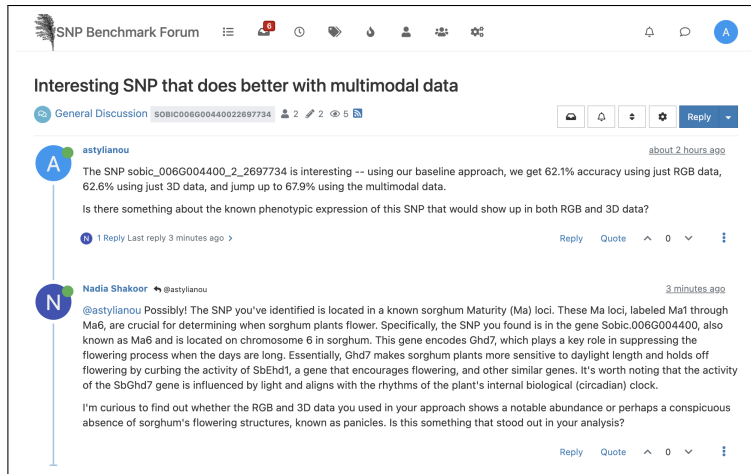 SNP Benchmark Forum
6
A
Interesting SNP that does better with multimodal data
General Discussion SOBIC006G00440022697734 2 2 5
Reply
A
astylianou about 2 hours ago
The SNP sobic_006G004400_2_2697734 is interesting -- using our baseline approach, we get 62.1% accuracy using just RGB data,
62.6% using just 3D data, and jump up to 67.9% using the multimodal data.
Is there something about the known phenotypic expression of this SNP that would show up in both RGB and 3D data?
N 1 Reply Last reply 3 minutes ago > Reply Quote 0
N
Nadia Shakoor @astylianou 3 minutes ago
@astylianou Possibly! The SNP you've identified is located in a known sorghum Maturity (Ma) loci. These Ma loci, labeled Ma1 through
Ma6, are crucial for determining when sorghum plants flower. Specifically, the SNP you found is in the gene Sobic.006G004400, also
known as Ma6 and is located on chromosome 6 in sorghum. This gene encodes Ghd7, which plays a key role in suppressing the
flowering process when the days are long. Essentially, Ghd7 makes sorghum plants more sensitive to daylight length and holds off
flowering by curbing the activity of SbEhd1, a gene that encourages flowering, and other similar genes. It's worth noting that the activity
of the SbGhd7 gene is influenced by light and aligns with the rhythms of the plant's internal biological (circadian) clock.
I'm curious to find out whether the RGB and 3D data you used in your approach shows a notable abundance or perhaps a conspicuous
absence of sorghum's flowering structures, known as panicles. Is this something that stood out in your analysis?
Reply Quote 0